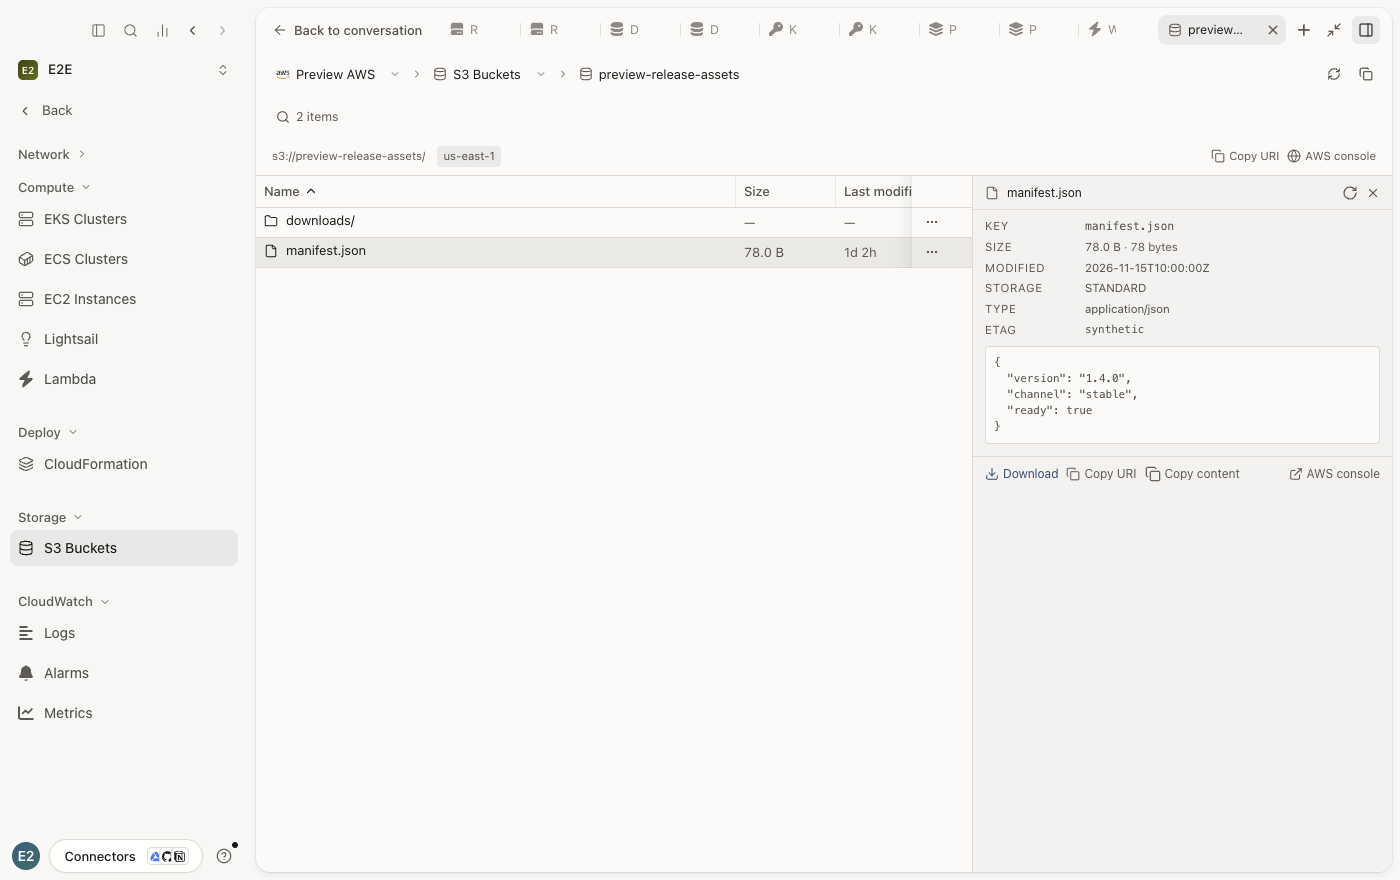 Back to conversation
R
R
D
D
K
K
P
P
W
preview...
E2 E2E
Preview AWS
S3 Buckets
preview-release-assets
Back
2 items
Network
s3://preview-release-assets/
us-east-1
Copy URI
AWS console
Compute
EKS Clusters
ECS Clusters
EC2 Instances
Lightsail
Lambda
Deploy
CloudFormation
Storage
S3 Buckets
CloudWatch
Logs
Alarms
Metrics
E2
Connectors
Name Size Last modifi
downloads/ — —
manifest.json 78.0 B 1d 2h
manifest.json
KEY manifest.json
SIZE 78.0 B · 78 bytes
MODIFIED 2026-11-15T10:00:00Z
STORAGE STANDARD
TYPE application/json
ETAG synthetic
{
"version": "1.4.0",
"channel": "stable",
"ready": true
}
Download
Copy URI
Copy content
AWS console